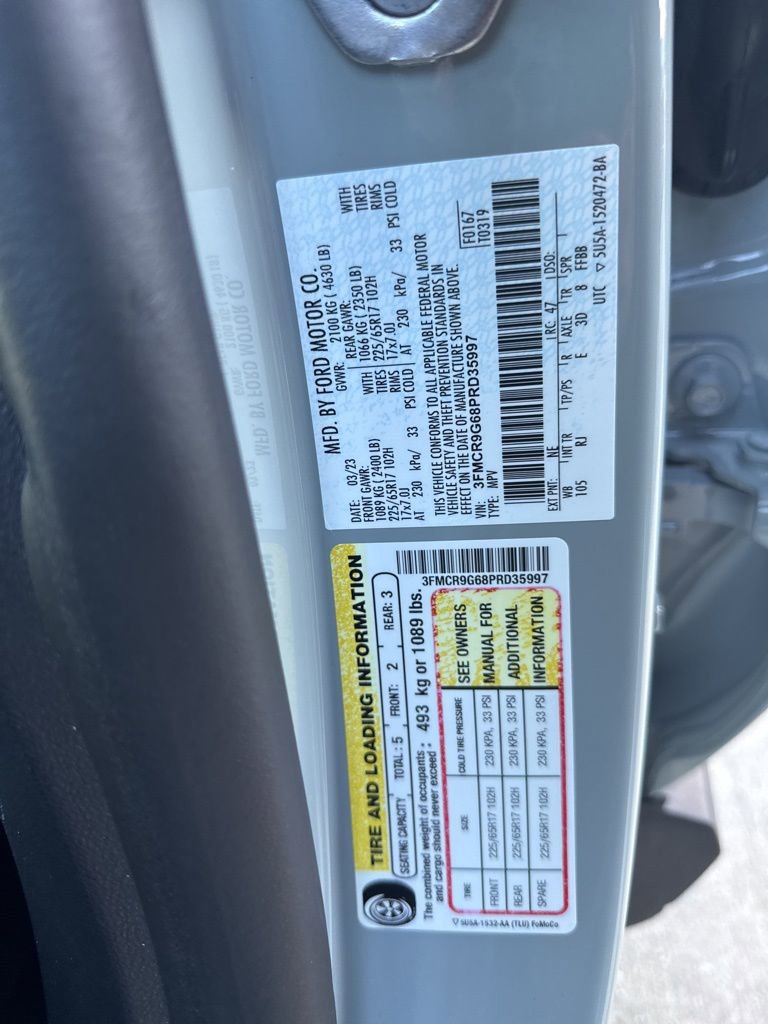 MFD. BY FORD MOTOR CO.
DATE: 03/23 GVWR: 2100 KG ( 4630 LB)
FRONT GAWR: REAR GAWR:
1089 KG ( 2400 LB) WITH 1066 KG ( 2350 LB) WITH
225/65R17 102H TIRES 225/65R17 102H TIRES
17x7.0J RIMS 17x7.0J RIMS
AT 230 kPa/ 33 PSI COLD AT 230 kPa/ 33 PSI COLD
THIS VEHICLE CONFORMS TO ALL APPLICABLE FEDERAL MOTOR
VEHICLE SAFETY AND THEFT PREVENTION STANDARDS IN
EFFECT ON THE DATE OF MANUFACTURE SHOWN ABOVE.
VIN: 3FMCR9G68PRD35997 F0167
TYPE: MPV T0319
EXT PNT: NE RC: 47 DSO:
WB INT TR TP/PS R AXLE TR SPR
105 RJ E 3D 8 FFBB
UTC ▽ 5U5A-1520472-BA
TIRE AND LOADING INFORMATION
SEATING CAPACITY TOTAL: 5 FRONT: 2 REAR: 3
The combined weight of occupants and cargo should never exceed: 493 kg or 1089 lbs.
3FMCR9G68PRD35997
TIRE SIZE COLD TIRE PRESSURE SEE OWNERS
FRONT 225/65R17 102H 230 KPA, 33 PSI MANUAL FOR
REAR 225/65R17 102H 230 KPA, 33 PSI ADDITIONAL
SPARE 225/65R17 102H 230 KPA, 33 PSI INFORMATION
▽ 5U5A-1532-AA (TLU) FoMoCo